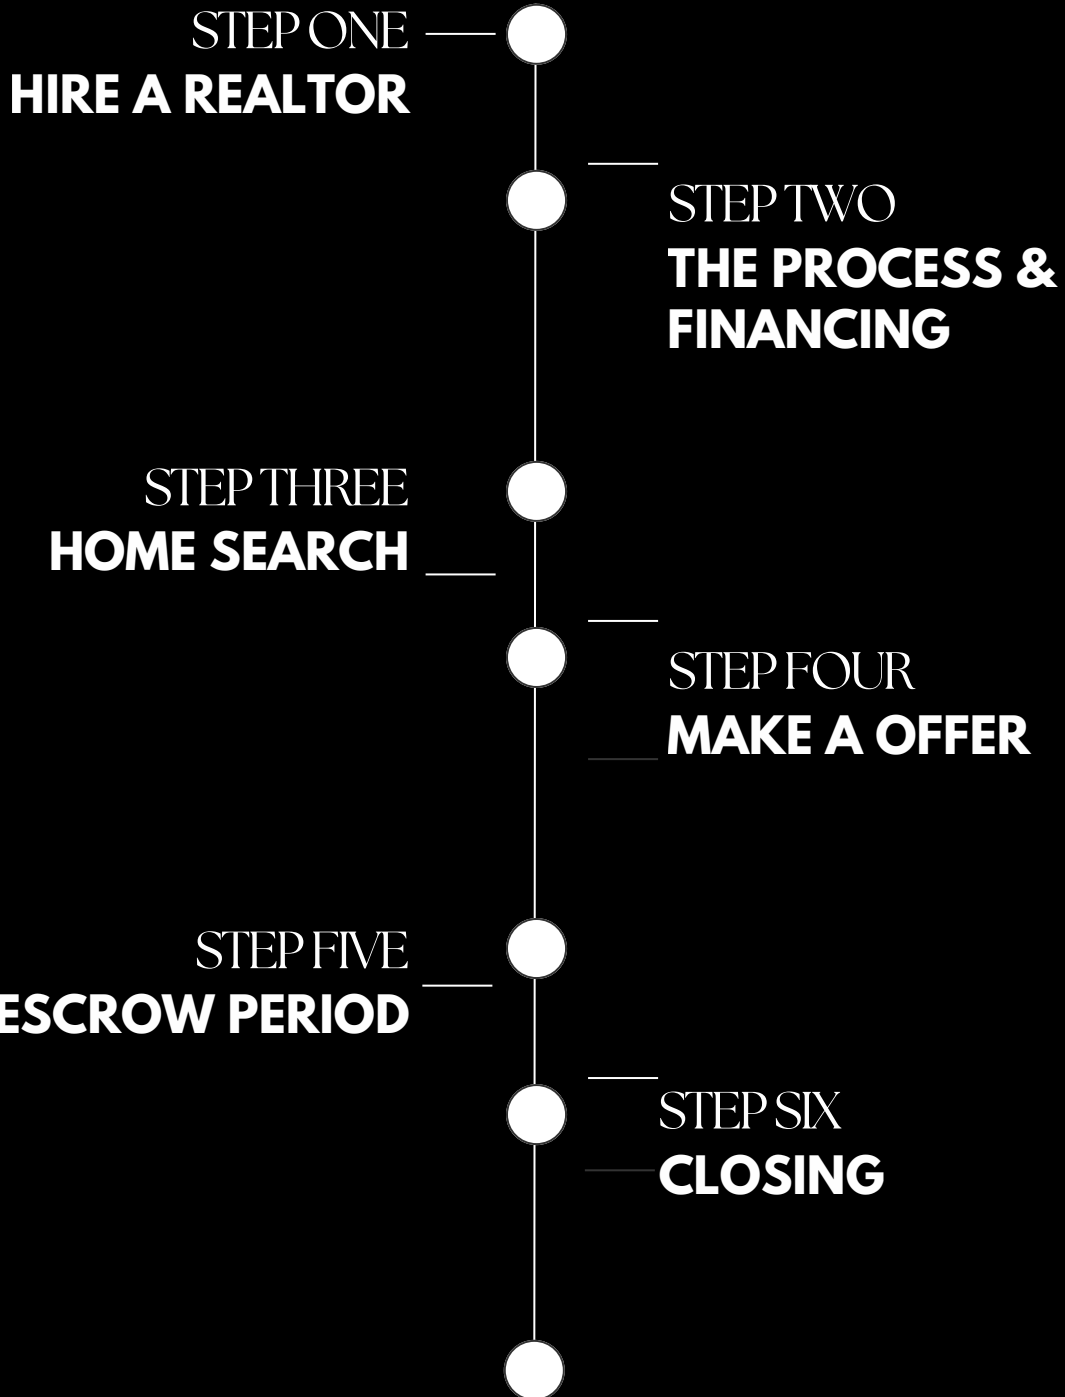 STEP ONE
HIRE A REALTOR
STEP TWO
THE PROCESS &
FINANCING
STEP THREE
HOME SEARCH
STEP FOUR
MAKE A OFFER
STEP FIVE
ESCROW PERIOD
STEP SIX
CLOSING